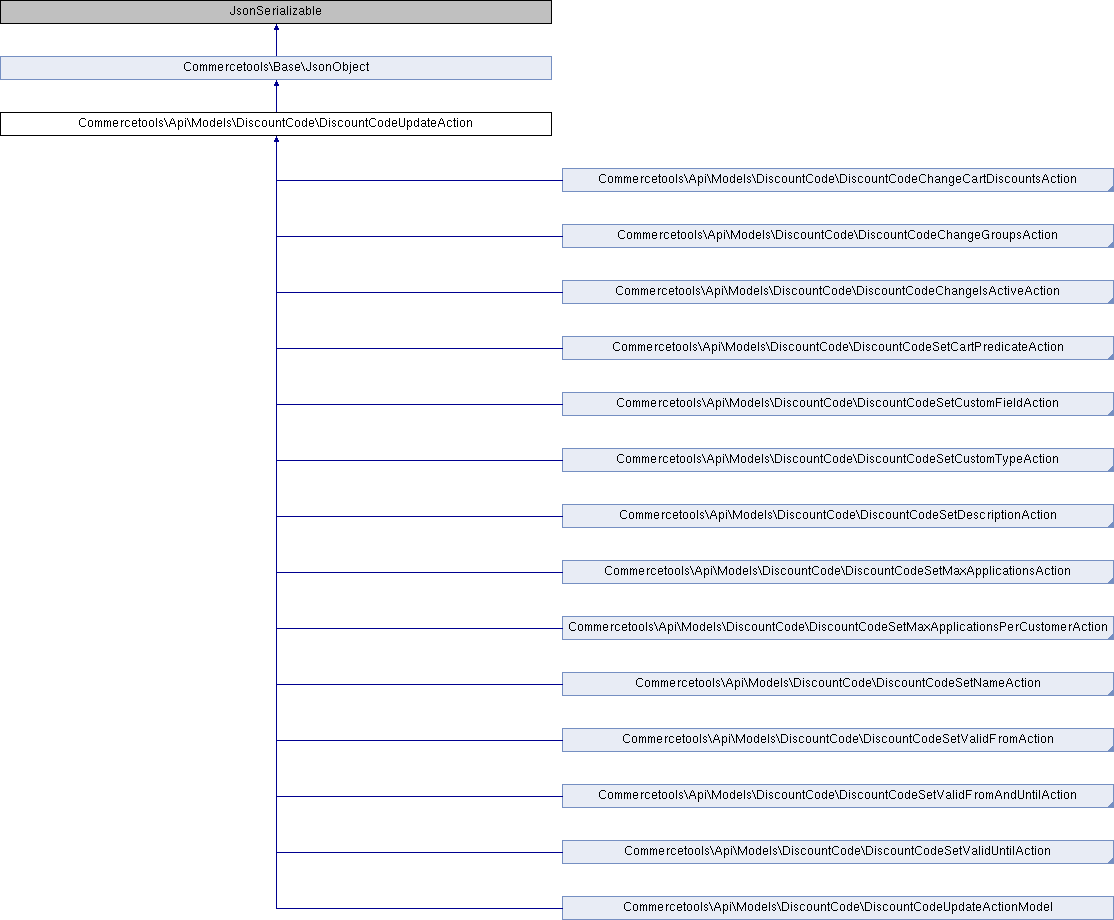 JsonSerializable
Commercetools\Base\JsonObject
Commercetools\Api\Models\DiscountCode\DiscountCodeUpdateAction
Commercetools\Api\Models\DiscountCode\DiscountCodeChangeCartDiscountsAction
Commercetools\Api\Models\DiscountCode\DiscountCodeChangeGroupsAction
Commercetools\Api\Models\DiscountCode\DiscountCodeChangeIsActiveAction
Commercetools\Api\Models\DiscountCode\DiscountCodeSetCartPredicateAction
Commercetools\Api\Models\DiscountCode\DiscountCodeSetCustomFieldAction
Commercetools\Api\Models\DiscountCode\DiscountCodeSetCustomTypeAction
Commercetools\Api\Models\DiscountCode\DiscountCodeSetDescriptionAction
Commercetools\Api\Models\DiscountCode\DiscountCodeSetMaxApplicationsAction
Commercetools\Api\Models\DiscountCode\DiscountCodeSetMaxApplicationsPerCustomerAction
Commercetools\Api\Models\DiscountCode\DiscountCodeSetNameAction
Commercetools\Api\Models\DiscountCode\DiscountCodeSetValidFromAction
Commercetools\Api\Models\DiscountCode\DiscountCodeSetValidFromAndUntilAction
Commercetools\Api\Models\DiscountCode\DiscountCodeSetValidUntilAction
Commercetools\Api\Models\DiscountCode\DiscountCodeUpdateActionModel